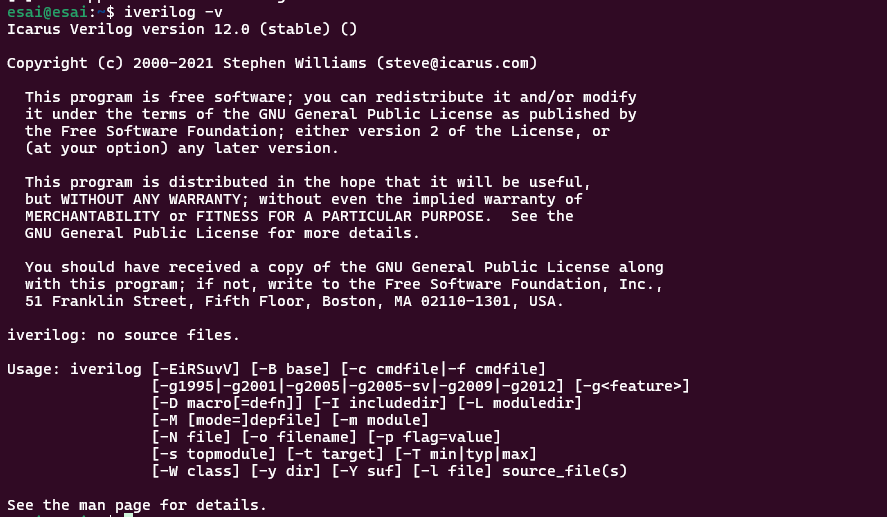 esai@esai:~$ iverilog -v
Icarus Verilog version 12.0 (stable) ()

Copyright (c) 2000-2021 Stephen Williams (steve@icarus.com)

  This program is free software; you can redistribute it and/or modify
  it under the terms of the GNU General Public License as published by
  the Free Software Foundation; either version 2 of the License, or
  (at your option) any later version.

  This program is distributed in the hope that it will be useful,
  but WITHOUT ANY WARRANTY; without even the implied warranty of
  MERCHANTABILITY or FITNESS FOR A PARTICULAR PURPOSE.  See the
  GNU General Public License for more details.

  You should have received a copy of the GNU General Public License along
  with this program; if not, write to the Free Software Foundation, Inc.,
  51 Franklin Street, Fifth Floor, Boston, MA 02110-1301, USA.

iverilog: no source files.

Usage: iverilog [-EiRSuvV] [-B base] [-c cmdfile|-f cmdfile]
                [-g1995|-g2001|-g2005|-g2005-sv|-g2009|-g2012] [-g<feature>]
                [-D macro[=defn]] [-I includedir] [-L moduledir]
                [-M [mode=]depfile] [-m module]
                [-N file] [-o filename] [-p flag=value]
                [-s topmodule] [-t target] [-T min|typ|max]
                [-W class] [-y dir] [-Y suf] [-l file] source_file(s)

See the man page for details.